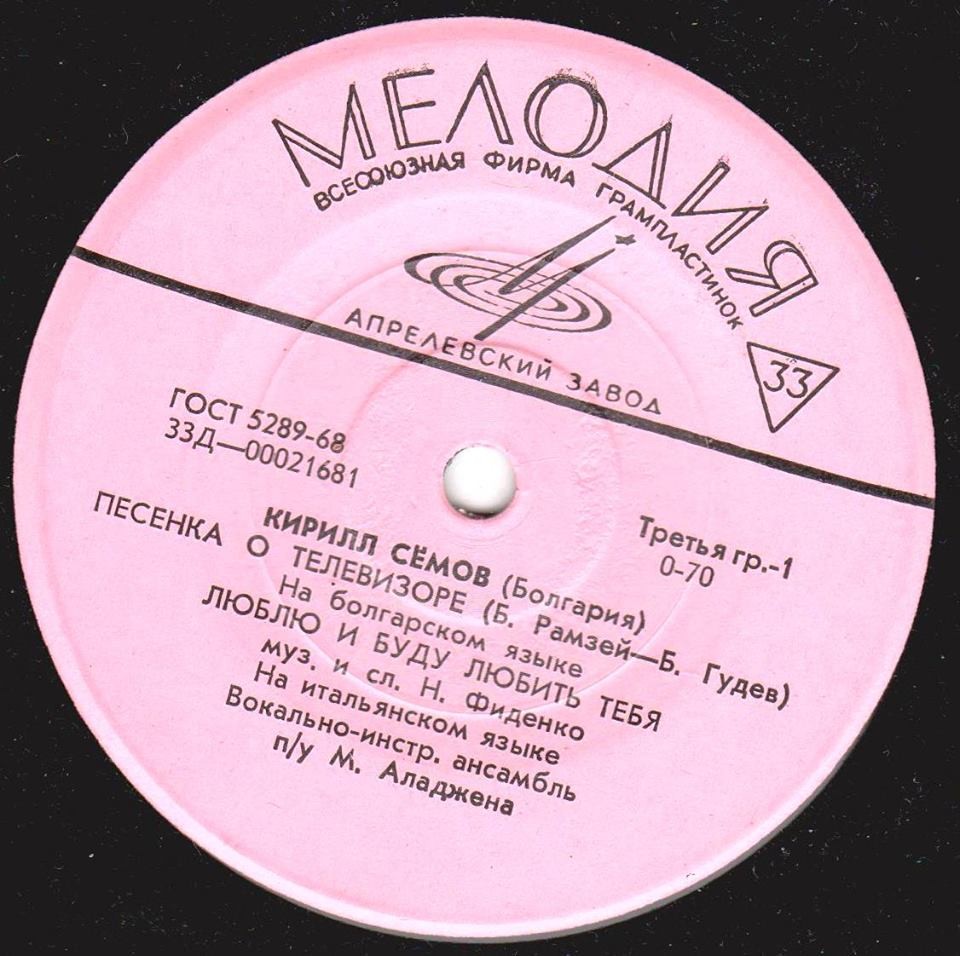 МЕЛОДИЯ
ВСЕСОЮЗНАЯ ФИРМА ГРАМПЛАСТИНОК
АПРЕЛЕВСКИЙ ЗАВОД
33
ГОСТ 5289-68
33Д—00021681
Третья гр.-1
0-70
КИРИЛЛ СЁМОВ (Болгария)
ПЕСЕНКА О ТЕЛЕВИЗОРЕ (Б. Рамзей—Б. Гудев)
На болгарском языке
ЛЮБЛЮ И БУДУ ЛЮБИТЬ ТЕБЯ
муз. и сл. Н. Фиденко
На итальянском языке
Вокально-инстр. ансамбль
п/у М. Аладжена